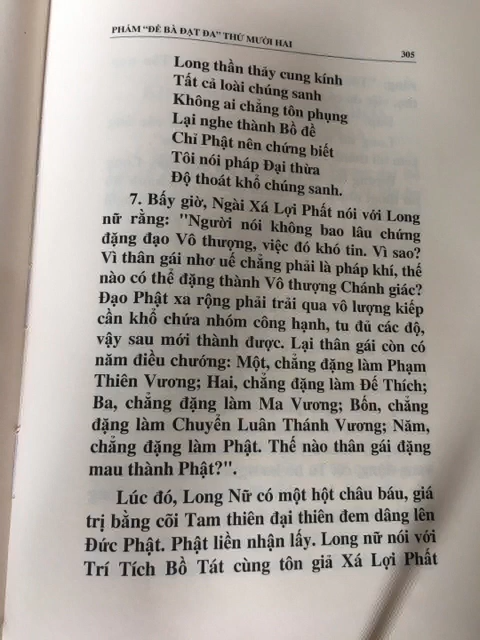 PHẨM “ĐỀ BÀ ĐẠT ĐA” THỨ MƯỜI HAI
305
Long thần thảy cung kính
Tất cả loài chúng sanh
Không ai chẳng tôn phụng
Lại nghe thành Bồ đề
Chỉ Phật nên chứng biết
Tôi nói pháp Đại thừa
Độ thoát khổ chúng sanh.
7. Bấy giờ, Ngài Xá Lợi Phất nói với Long
nữ rằng: "Người nói không bao lâu chứng
đặng đạo Vô thượng, việc đó khó tin. Vì sao?
Vì thân gái nhơ uế chẳng phải là pháp khí, thế
nào có thể đặng thành Vô thượng Chánh giác?
Đạo Phật xa rộng phải trải qua vô lượng kiếp
cần khổ chứa nhóm công hạnh, tu đủ các độ,
vậy sau mới thành được. Lại thân gái còn có
năm điều chướng: Một, chẳng đặng làm Phạm
Thiên Vương; Hai, chẳng đặng làm Đế Thích;
Ba, chẳng đặng làm Ma Vương; Bốn, chẳng
đặng làm Chuyển Luân Thánh Vương; Năm,
chẳng đặng làm Phật. Thế nào thân gái đặng
mau thành Phật?".
Lúc đó, Long Nữ có một hột châu báu, giá
trị bằng cõi Tam thiên đại thiên đem dâng lên
Đức Phật. Phật liền nhận lấy. Long nữ nói với
Trí Tích Bồ Tát cùng tôn giả Xá Lợi Phất